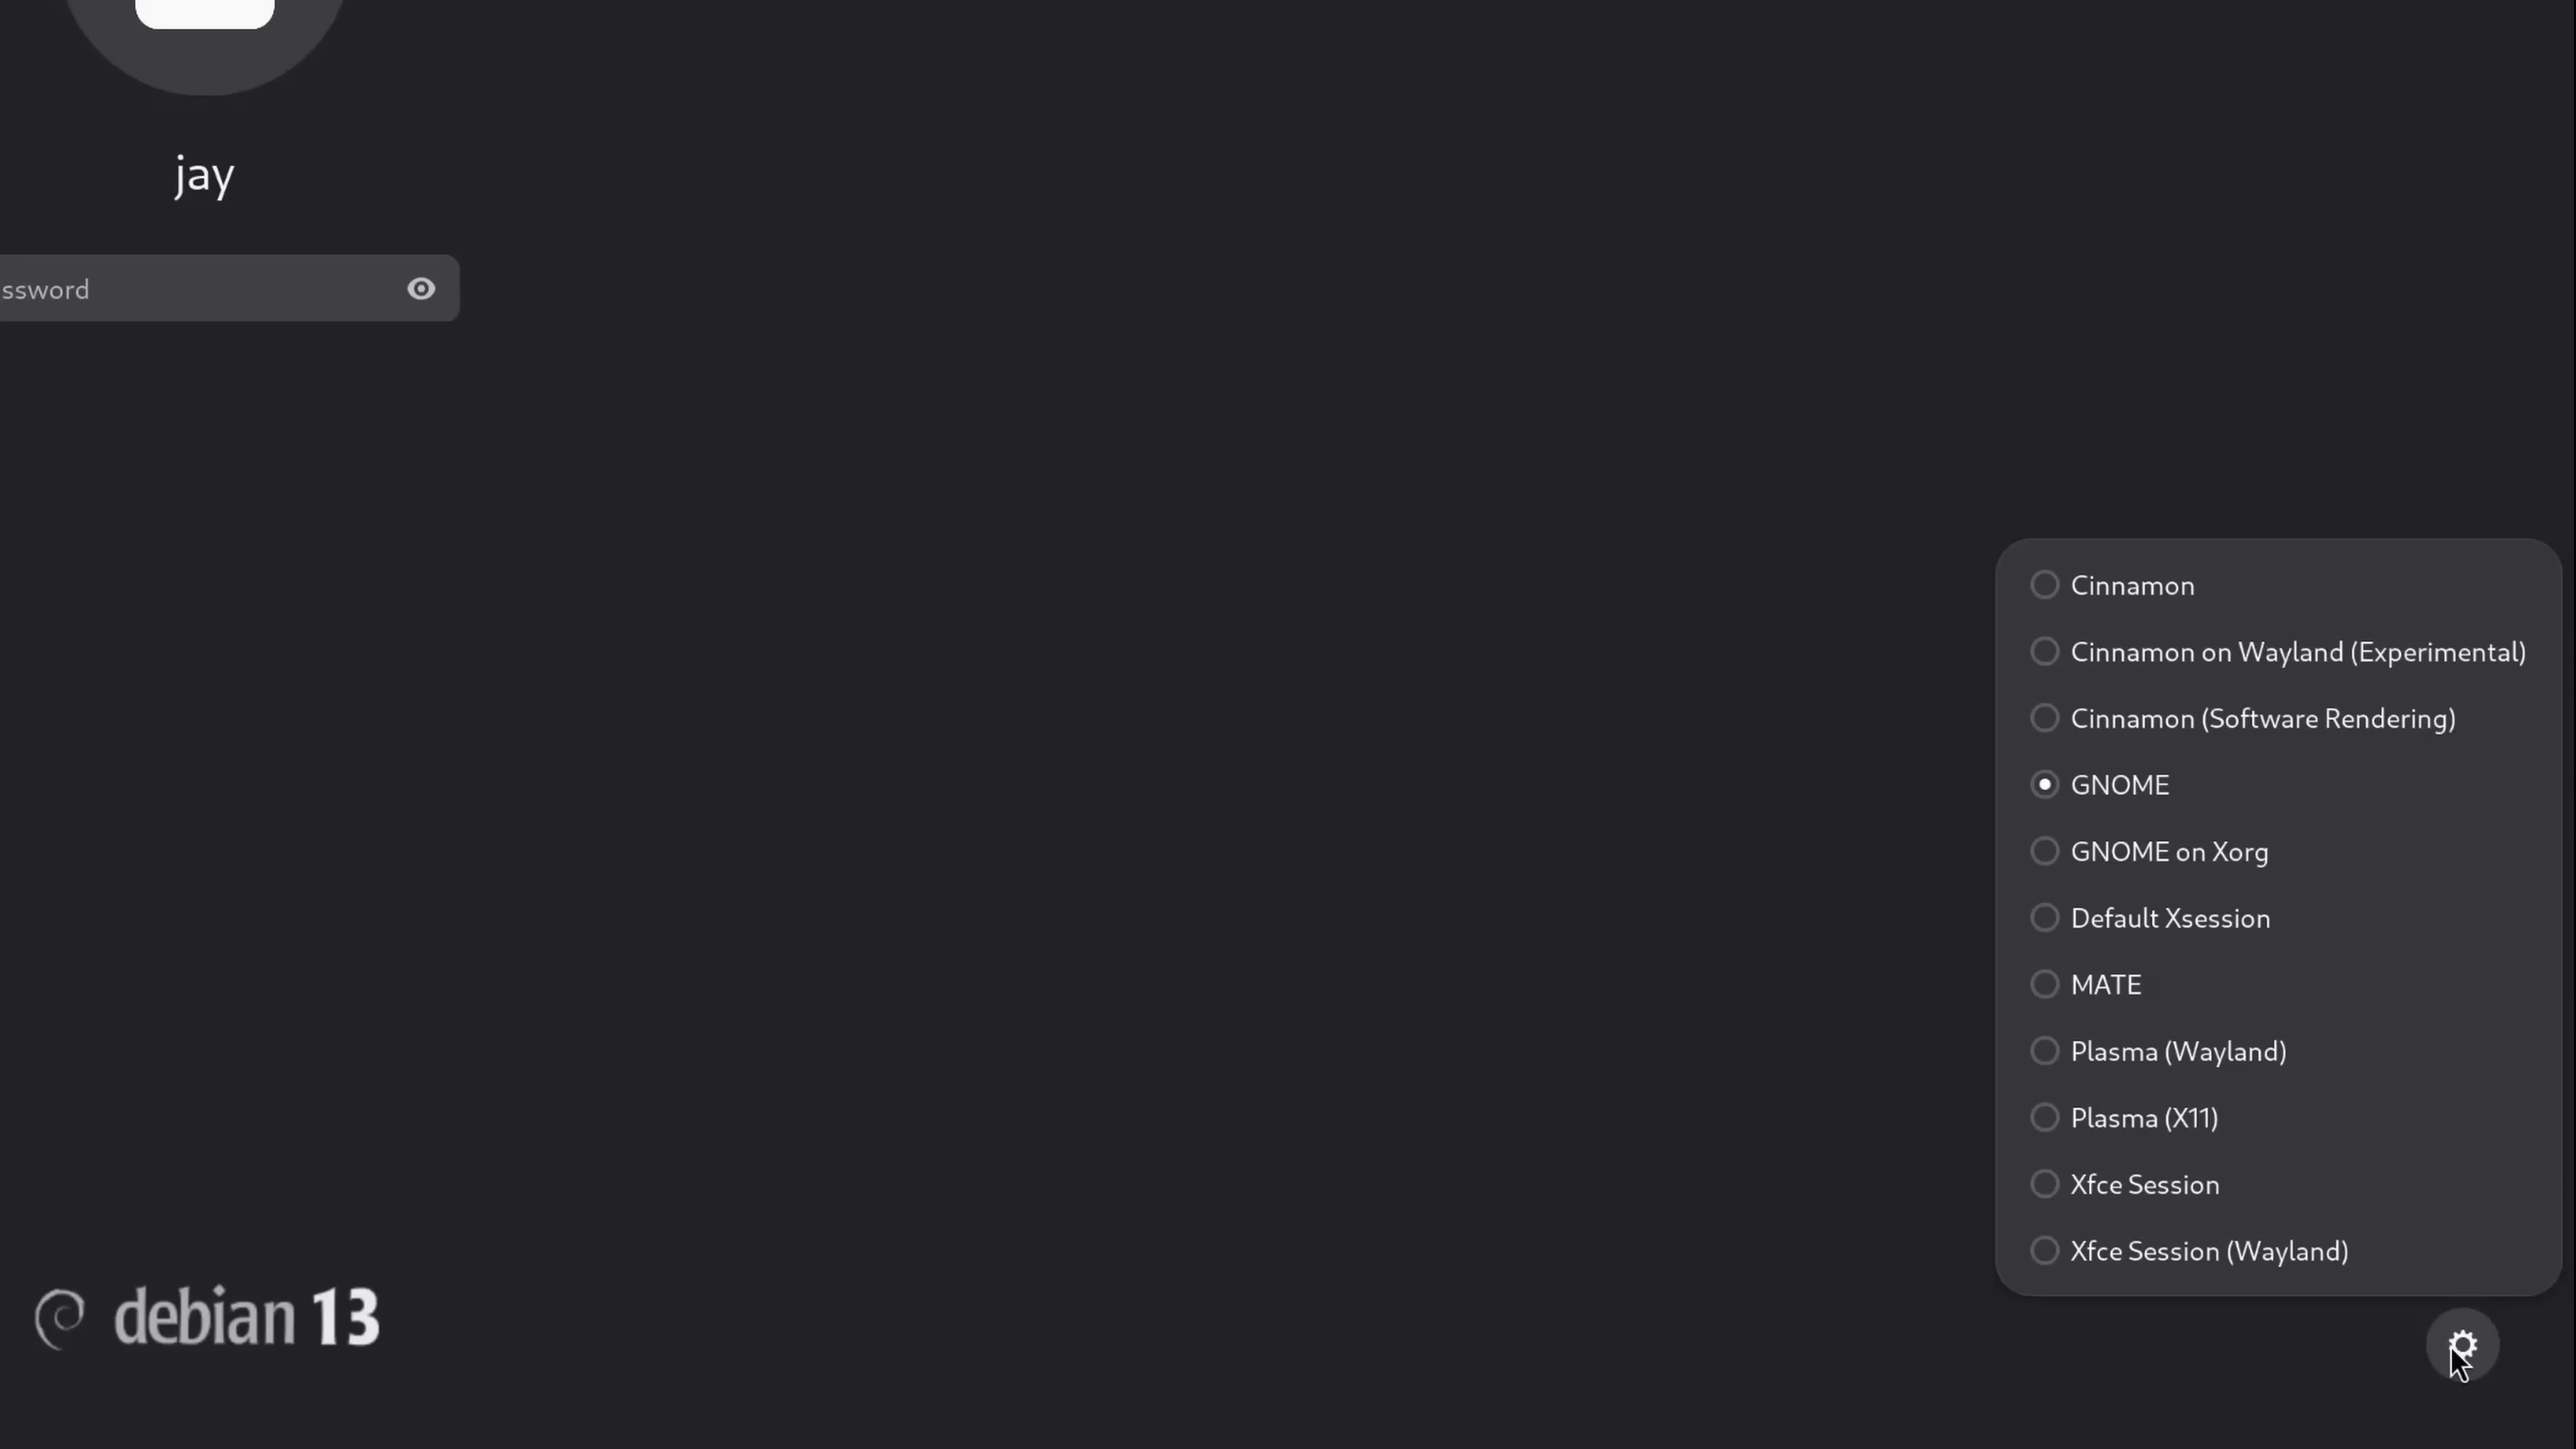 jay
ssword
Cinnamon
Cinnamon on Wayland (Experimental)
Cinnamon (Software Rendering)
GNOME
GNOME on Xorg
Default Xsession
MATE
Plasma (Wayland)
Plasma (X11)
Xfce Session
Xfce Session (Wayland)
debian 13